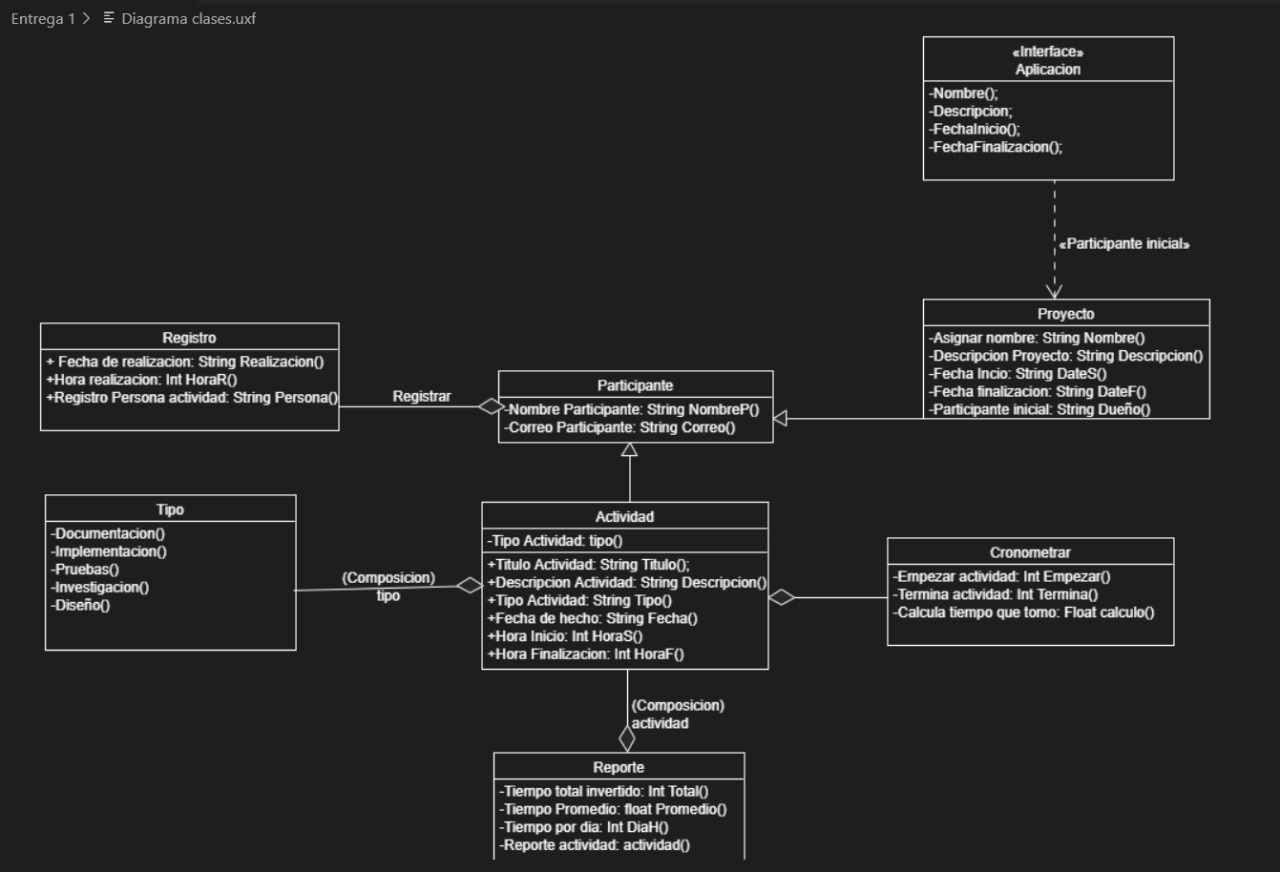 Entrega 1 > Diagrama clases.uxf
«Interface»
Aplicacion
-Nombre();
-Descripcion;
-FechaInicio();
-FechaFinalizacion();
«Participante inicial»
Proyecto
-Asignar nombre: String Nombre()
-Descripcion Proyecto: String Descripcion()
-Fecha Incio: String DateS()
-Fecha finalizacion: String DateF()
-Participante inicial: String Dueño()
Registro
+ Fecha de realizacion: String Realizacion()
+Hora realizacion: Int HoraR()
+Registro Persona actividad: String Persona()
Registrar
Participante
-Nombre Participante: String NombreP()
-Correo Participante: String Correo()
Tipo
-Documentacion()
-Implementacion()
-Pruebas()
-Investigacion()
-Diseño()
(Composicion)
tipo
Actividad
-Tipo Actividad: tipo()
+Titulo Actividad: String Titulo();
+Descripcion Actividad: String Descripcion()
+Tipo Actividad: String Tipo()
+Fecha de hecho: String Fecha()
+Hora Inicio: Int HoraS()
+Hora Finalizacion: Int HoraF()
Cronometrar
-Empezar actividad: Int Empezar()
-Termina actividad: Int Termina()
-Calcula tiempo que tomo: Float calculo()
(Composicion)
actividad
Reporte
-Tiempo total invertido: Int Total()
-Tiempo Promedio: float Promedio()
-Tiempo por dia: Int DiaH()
-Reporte actividad: actividad()